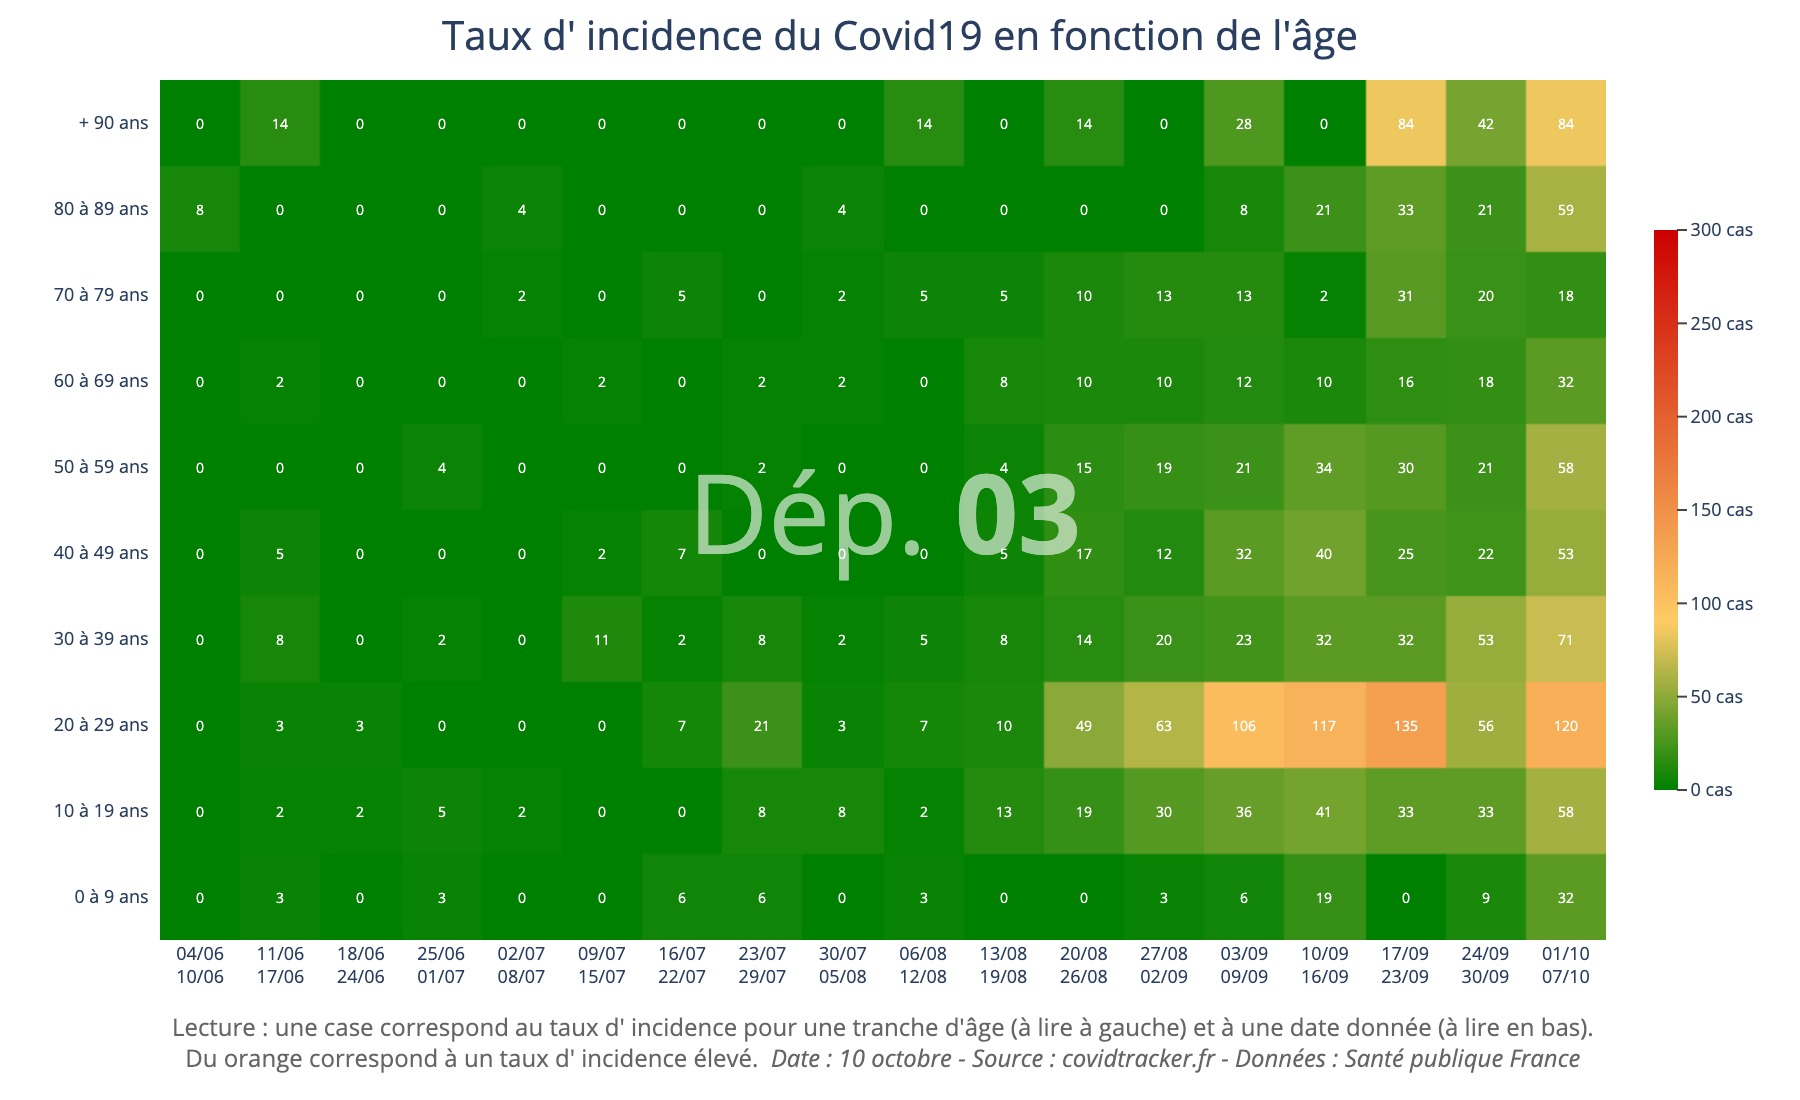 Taux d' incidence du Covid19 en fonction de l'âge
+ 90 ans 0 14 0 0 0 0 0 0 0 14 0 14 0 28 0 84 42 84
80 à 89 ans 8 0 0 0 4 0 0 0 4 0 0 0 0 8 21 33 21 59
70 à 79 ans 0 0 0 0 2 0 5 0 2 5 5 10 13 13 2 31 20 18
60 à 69 ans 0 2 0 0 0 2 0 2 2 0 8 10 10 12 10 16 18 32
50 à 59 ans 0 0 0 4 0 0 0 2 0 0 4 15 19 21 34 30 21 58
Dép. 03
40 à 49 ans 0 5 0 0 0 2 7 0 0 0 5 17 12 32 40 25 22 53
30 à 39 ans 0 8 0 2 0 11 2 8 2 5 8 14 20 23 32 32 53 71
20 à 29 ans 0 3 3 0 0 0 7 21 3 7 10 49 63 106 117 135 56 120
10 à 19 ans 0 2 2 5 2 0 0 8 8 2 13 19 30 36 41 33 33 58
0 à 9 ans 0 3 0 3 0 0 6 6 0 3 0 0 3 6 19 0 9 32
04/06 11/06 18/06 25/06 02/07 09/07 16/07 23/07 30/07 06/08 13/08 20/08 27/08 03/09 10/09 17/09 24/09 01/10
10/06 17/06 24/06 01/07 08/07 15/07 22/07 29/07 05/08 12/08 19/08 26/08 02/09 09/09 16/09 23/09 30/09 07/10
300 cas
250 cas
200 cas
150 cas
100 cas
50 cas
0 cas
Lecture : une case correspond au taux d' incidence pour une tranche d'âge (à lire à gauche) et à une date donnée (à lire en bas).
Du orange correspond à un taux d' incidence élevé. Date : 10 octobre - Source : covidtracker.fr - Données : Santé publique France